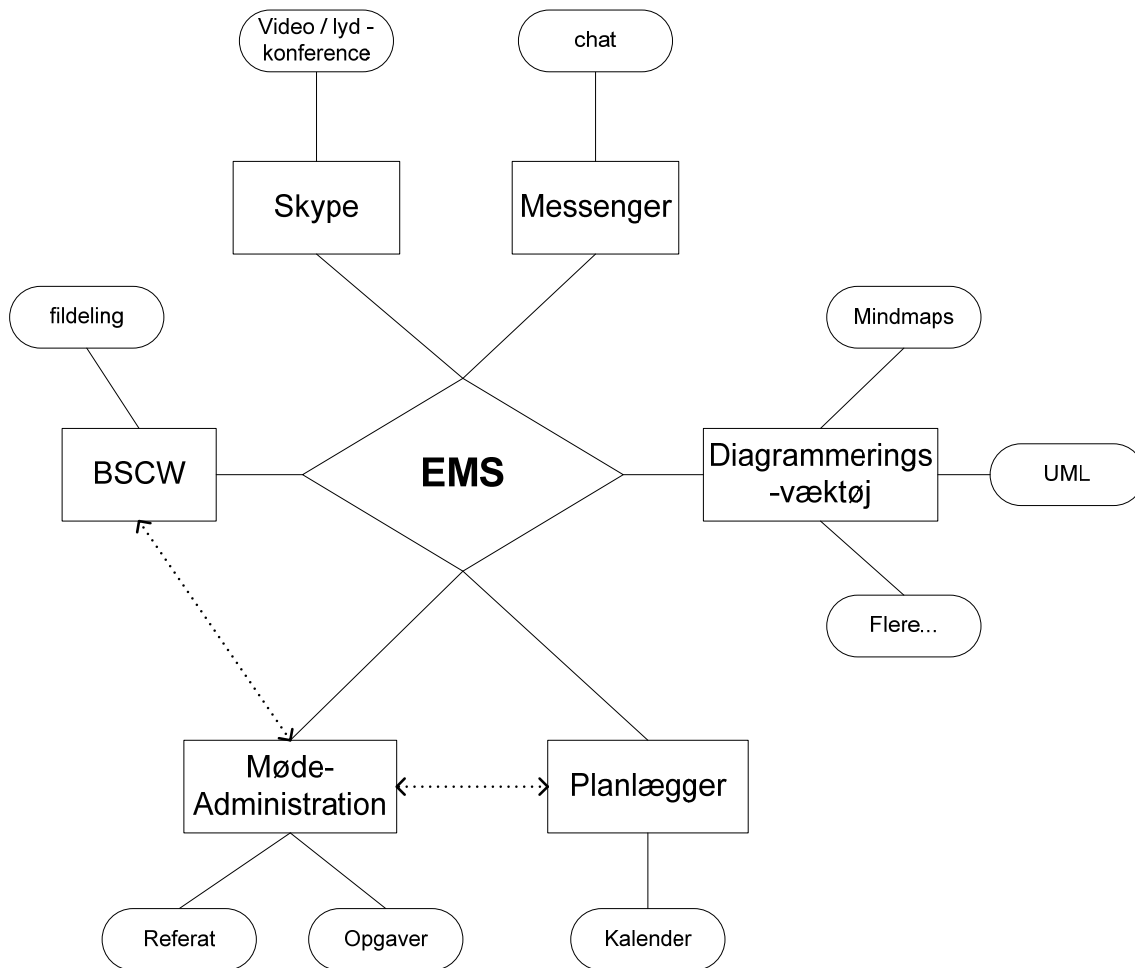 Video / lyd -
konference
chat
Skype
Messenger
fildeling
Mindmaps
BSCW
EMS
Diagrammerings
-væktøj
UML
Flere...
Møde-
Administration
Planlægger
Referat
Opgaver
Kalender